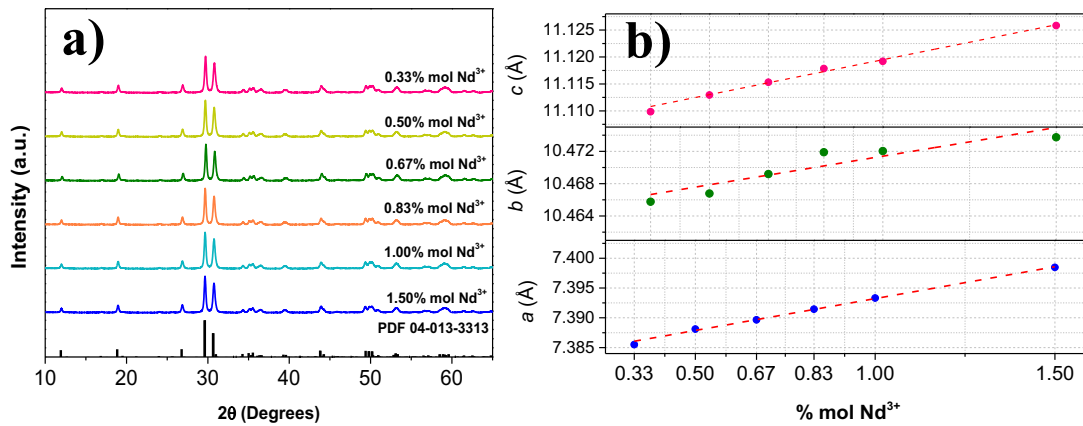 a)
0.33% mol Nd³⁺
0.50% mol Nd³⁺
0.67% mol Nd³⁺
0.83% mol Nd³⁺
1.00% mol Nd³⁺
1.50% mol Nd³⁺
PDF 04-013-3313
Intensity (a.u.)
10 20 30 40 50 60
2θ (Degrees)
b)
c (Å)
11.125
11.120
11.115
11.110
b (Å)
10.472
10.468
10.464
a (Å)
7.400
7.395
7.390
7.385
0.33 0.50 0.67 0.83 1.00 1.50
% mol Nd³⁺